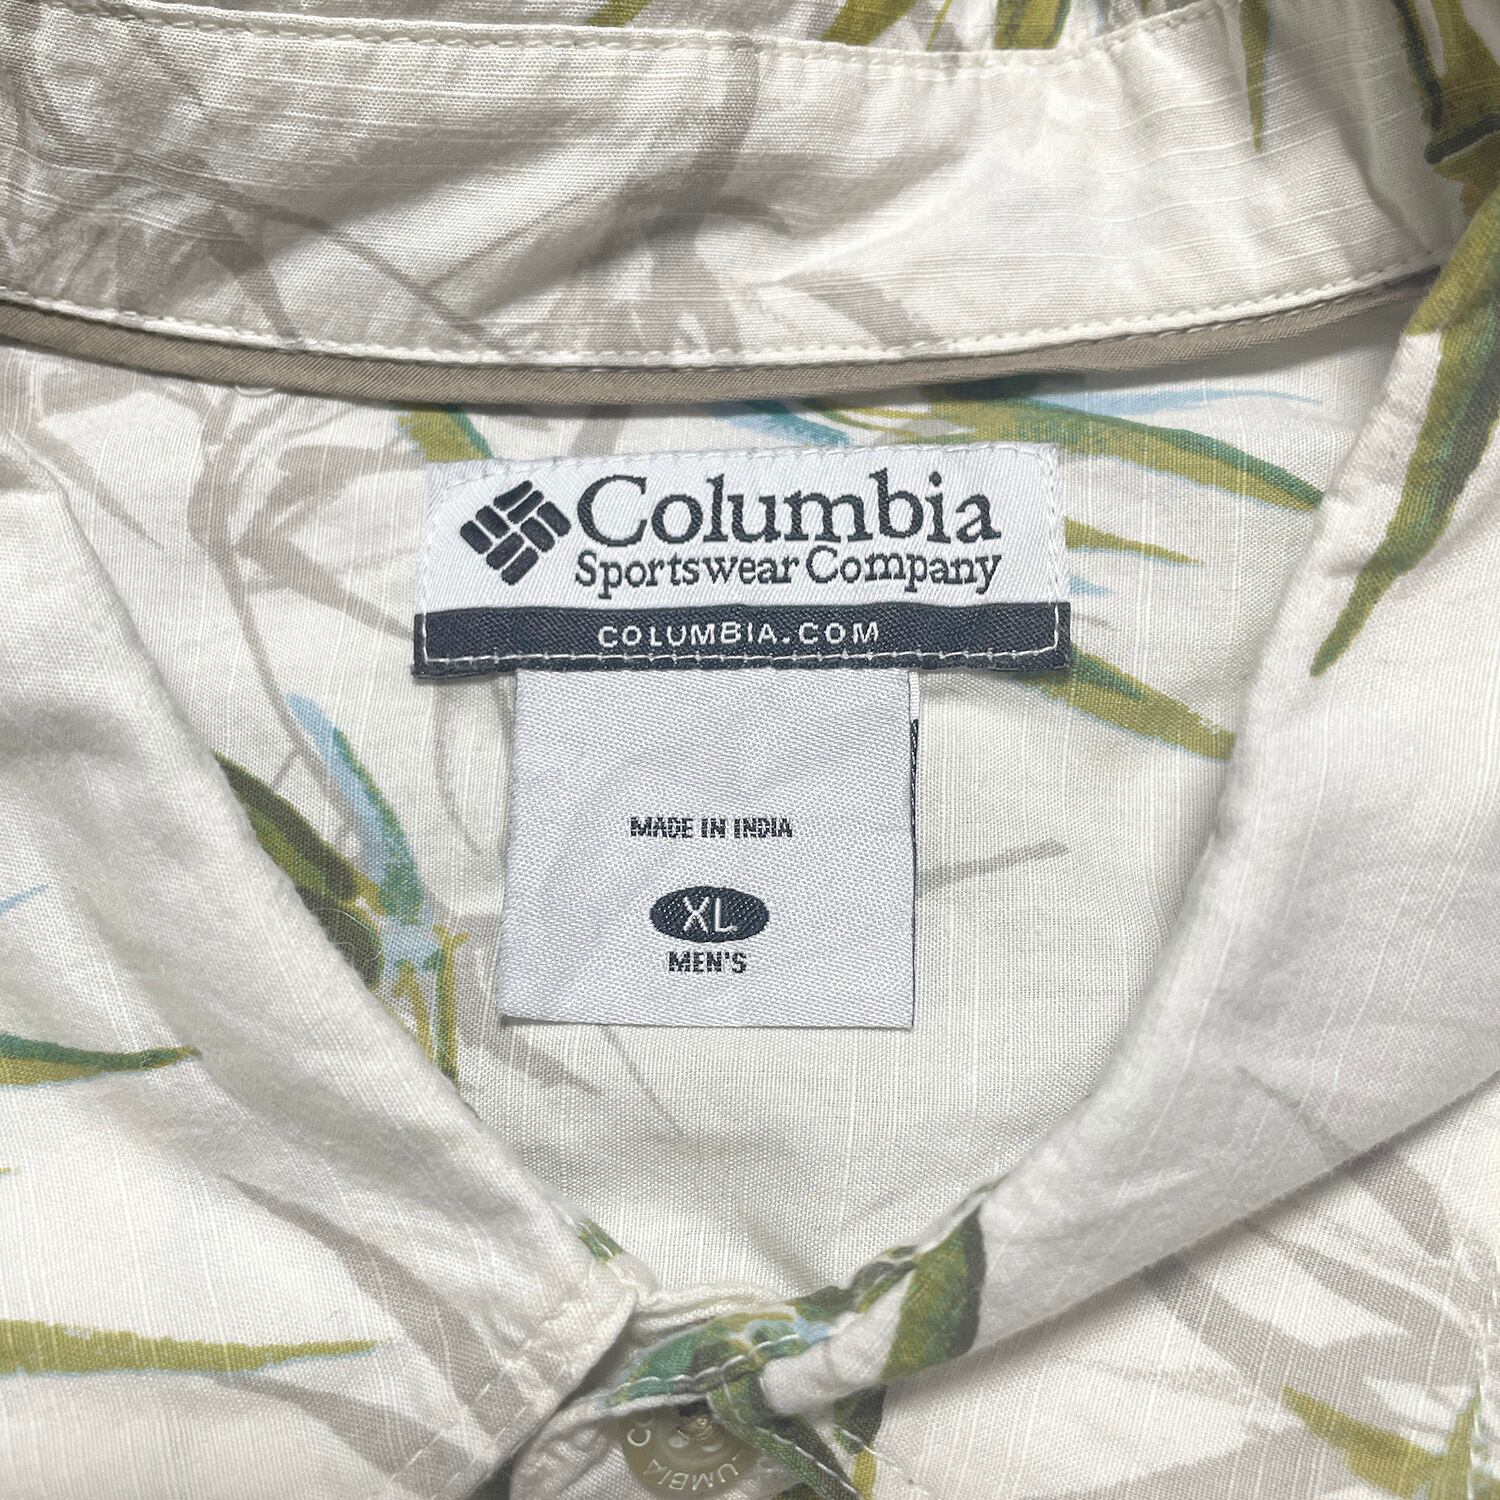 Columbia
Sportswear Company
COLUMBIA.COM
MADE IN INDIA
XL
MEN'S